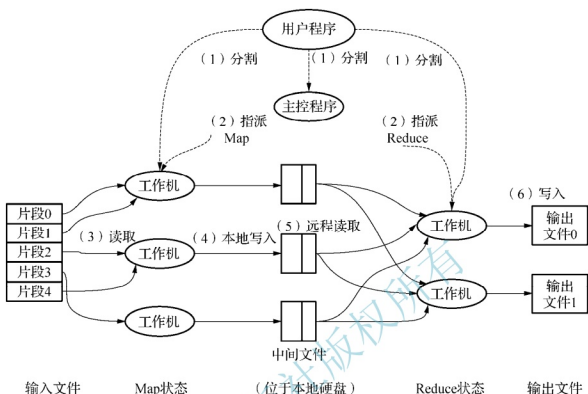 用户程序
（1）分割
（1）分割
（1）分割
主控程序
（2）指派
Map
（2）指派
Reduce
工作机
工作机
（6）写入
片段0
片段1
片段2
片段3
片段4
（3）读取
工作机
（4）本地写入
（5）远程读取
输出
文件0
工作机
工作机
输出
文件1
中间文件
输入文件
Map状态
（位于本地硬盘）
Reduce状态
输出文件
社版权所有